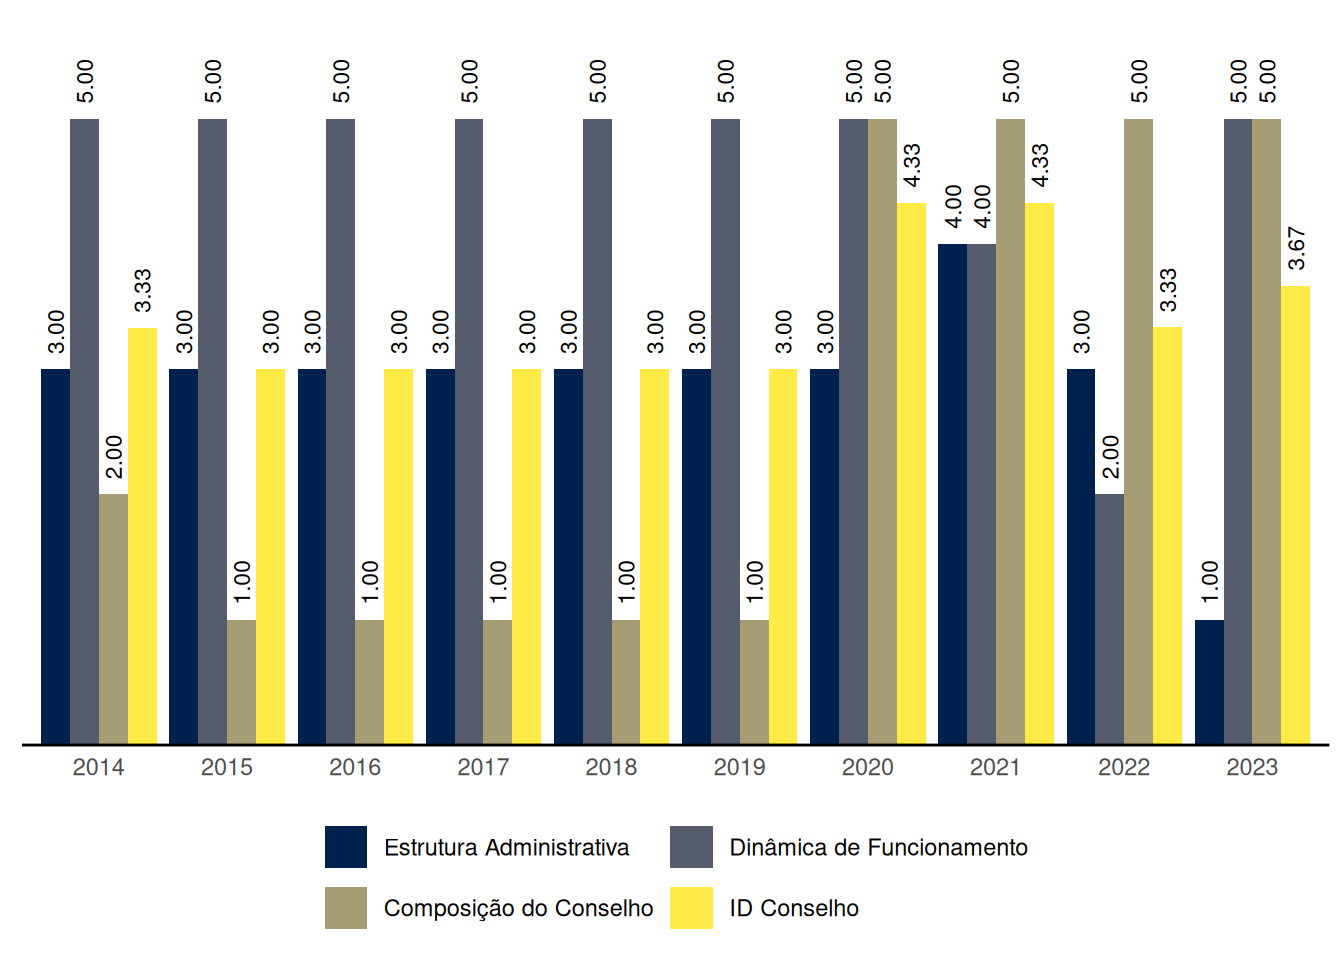 3.00 5.00 2.00 3.33 3.00 5.00 1.00 3.00 3.00 5.00 1.00 3.00 3.00 5.00 1.00 3.00 3.00 5.00 1.00 3.00 3.00 5.00 1.00 3.00 3.00 5.00 5.00 4.33 4.00 4.00 5.00 4.33 3.00 2.00 5.00 3.33 1.00 5.00 5.00 3.67
2014 2015 2016 2017 2018 2019 2020 2021 2022 2023
Estrutura Administrativa Dinâmica de Funcionamento
Composição do Conselho ID Conselho